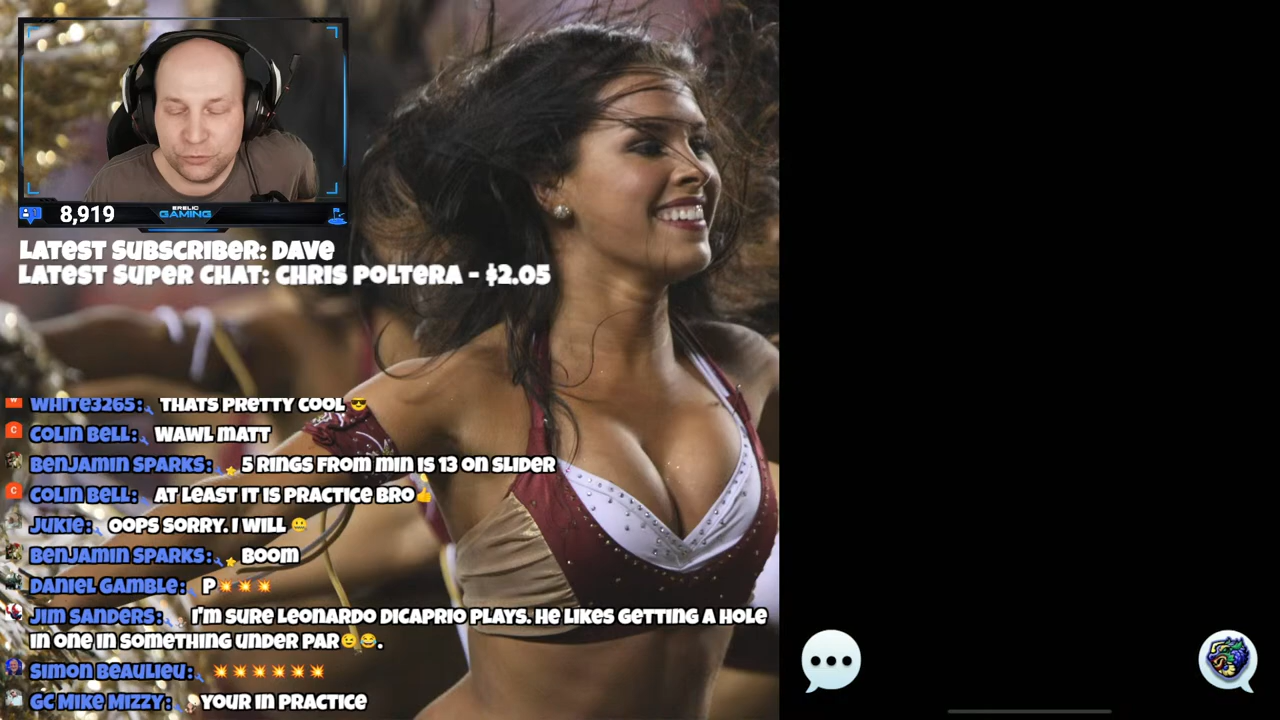 8,919
ERELIC
GAMING
LATEST SUBSCRIBER: DAVE
LATEST SUPER CHAT: CHRIS POLTERA - $2.05
W
WHITE3265: THATS PRETTY COOL 😎
C
COLIN BELL: WAWL MATT
BENJAMIN SPARKS: 5 RINGS FROM MIN IS 13 ON SLIDER
C
COLIN BELL: AT LEAST IT IS PRACTICE BRO👍
JUKIE: OOPS SORRY. I WILL 🤐
BENJAMIN SPARKS: BOOM
DANIEL GAMBLE: P💥💥💥
JIM SANDERS: I'M SURE LEONARDO DICAPRIO PLAYS. HE LIKES GETTING A HOLE
IN ONE IN SOMETHING UNDER PAR😉😂.
SIMON BEAULIEU: 💥💥💥💥💥💥
GC MIKE MIZZY: YOUR IN PRACTICE